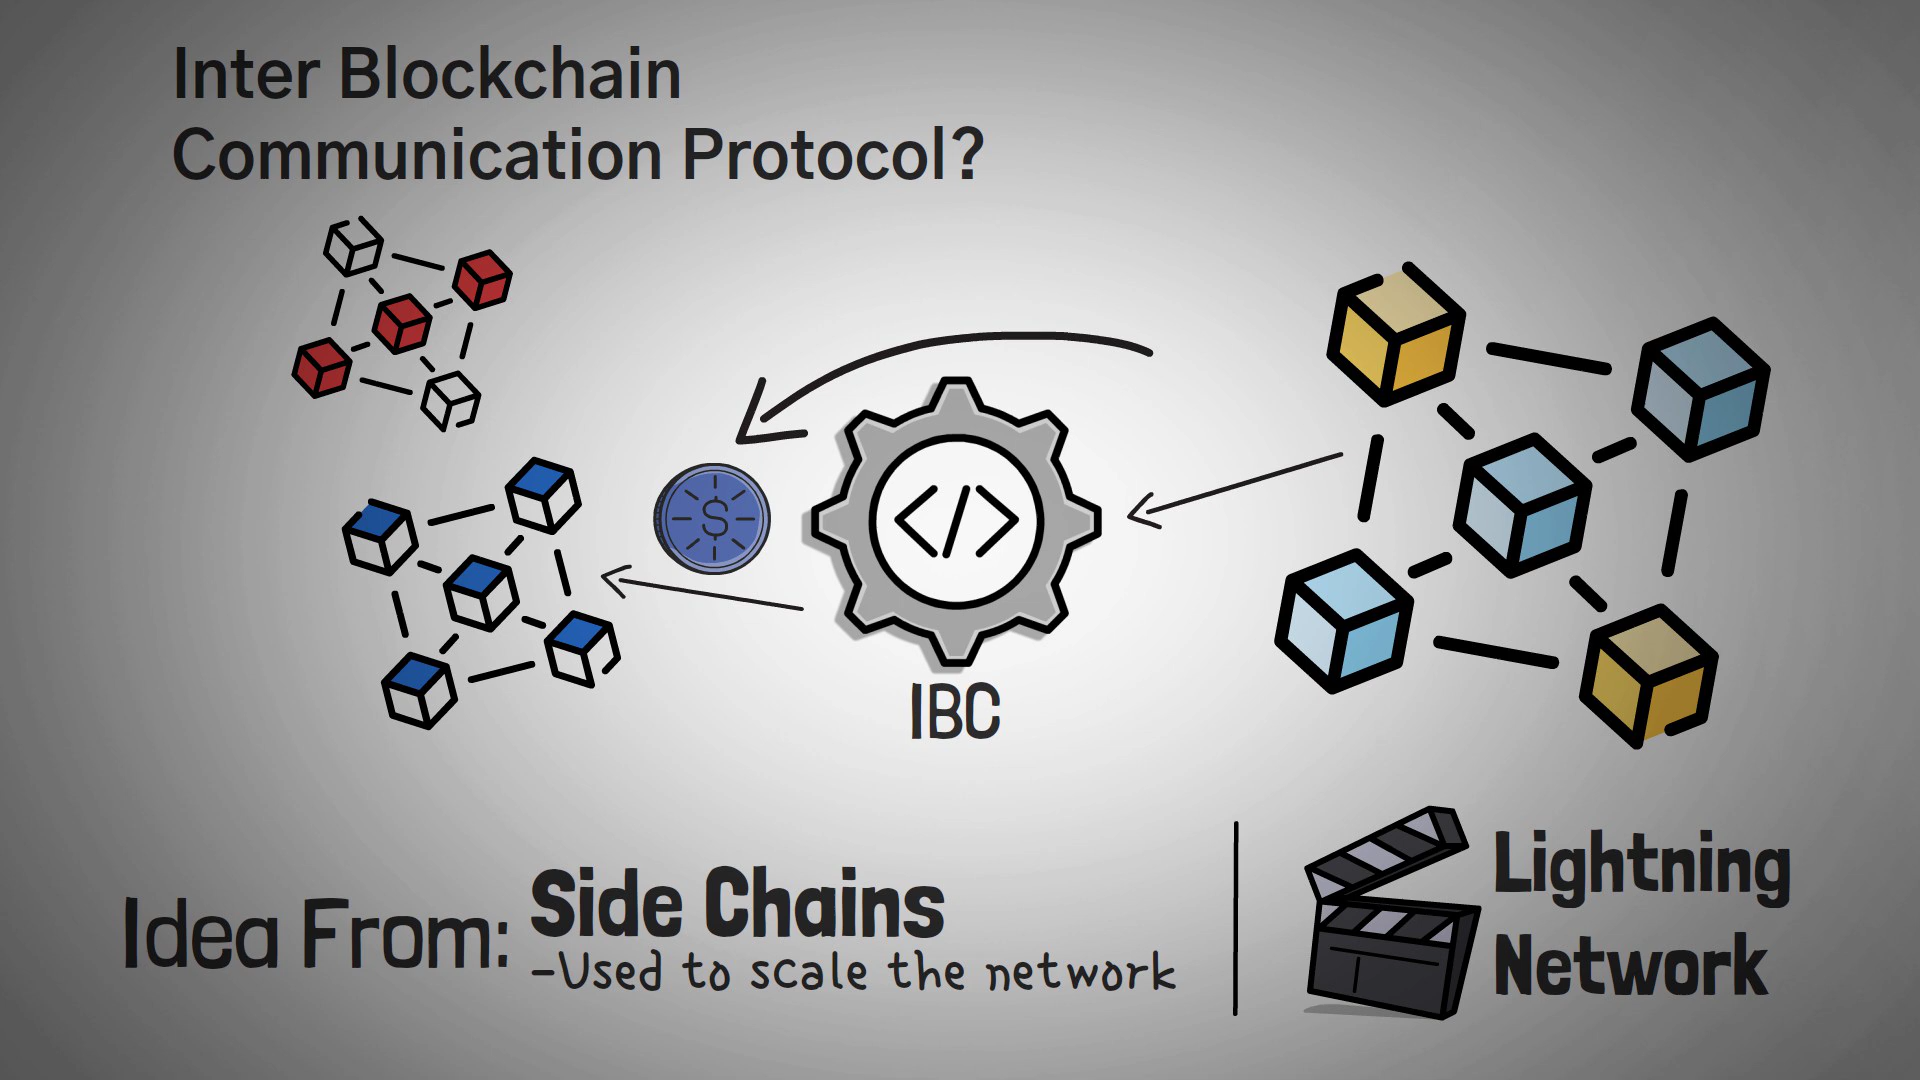 Inter Blockchain
Communication Protocol?
$
</>
IBC
Idea From:
Side Chains
-Used to scale the network
Lightning
Network